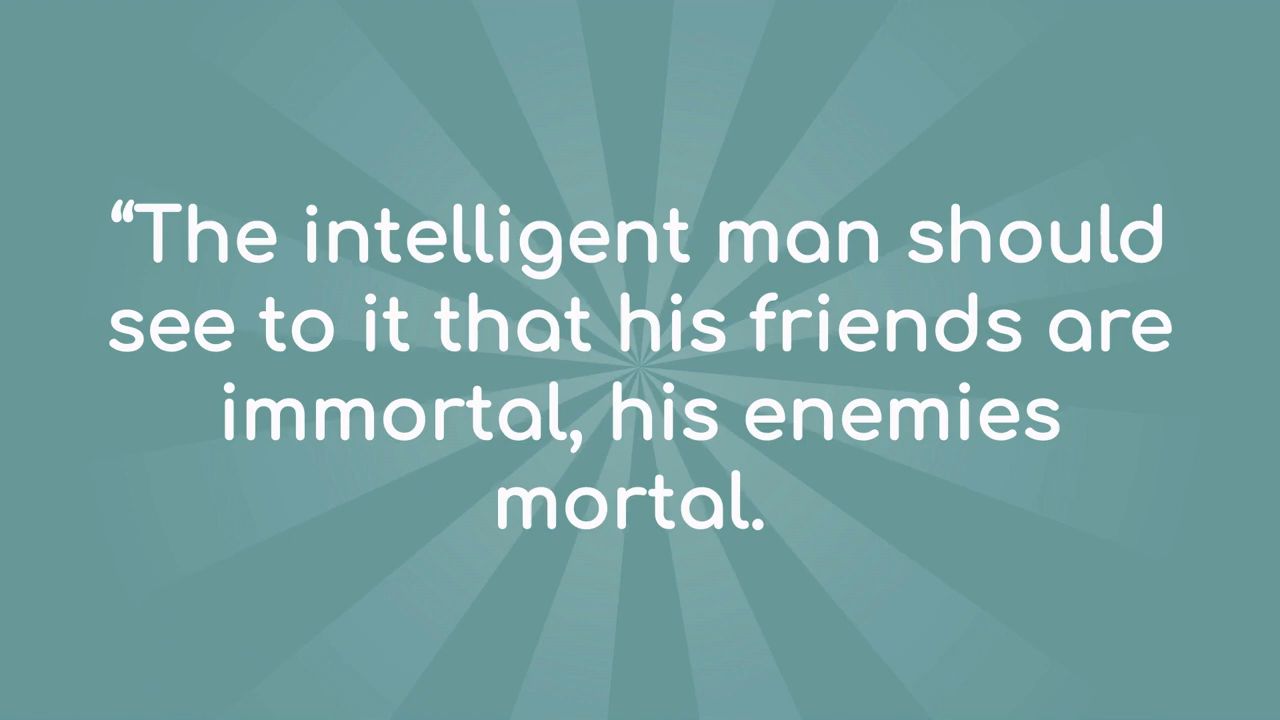 “The intelligent man should
see to it that his friends are
immortal, his enemies
mortal.